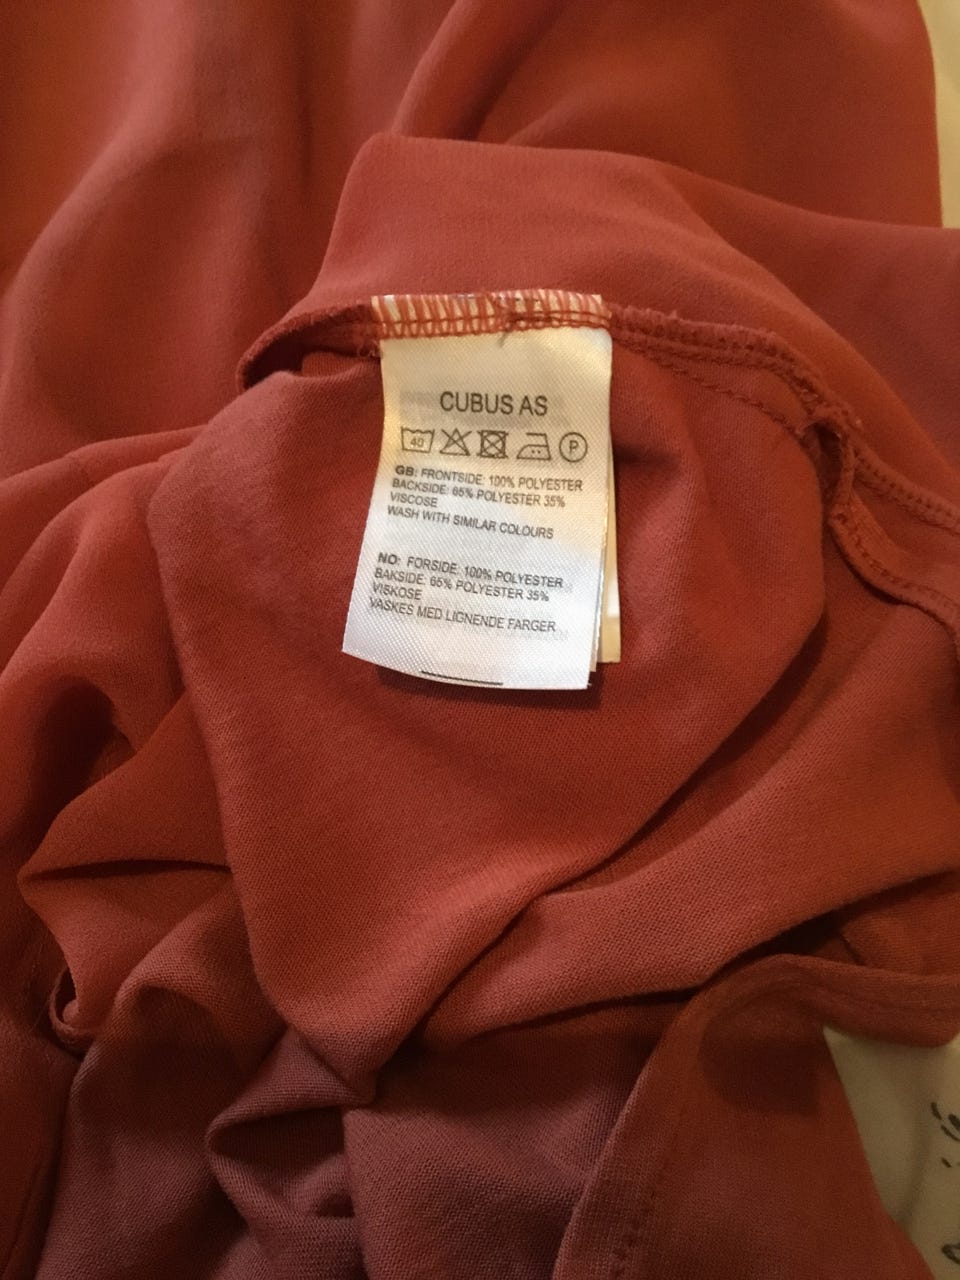 CUBUS AS
40
P
GB: FRONTSIDE: 100% POLYESTER
BACKSIDE: 65% POLYESTER 35%
VISCOSE
WASH WITH SIMILAR COLOURS
NO: FORSIDE: 100% POLYESTER
BAKSIDE: 65% POLYESTER 35%
VISKOSE
VASKES MED LIGNENDE FARGER